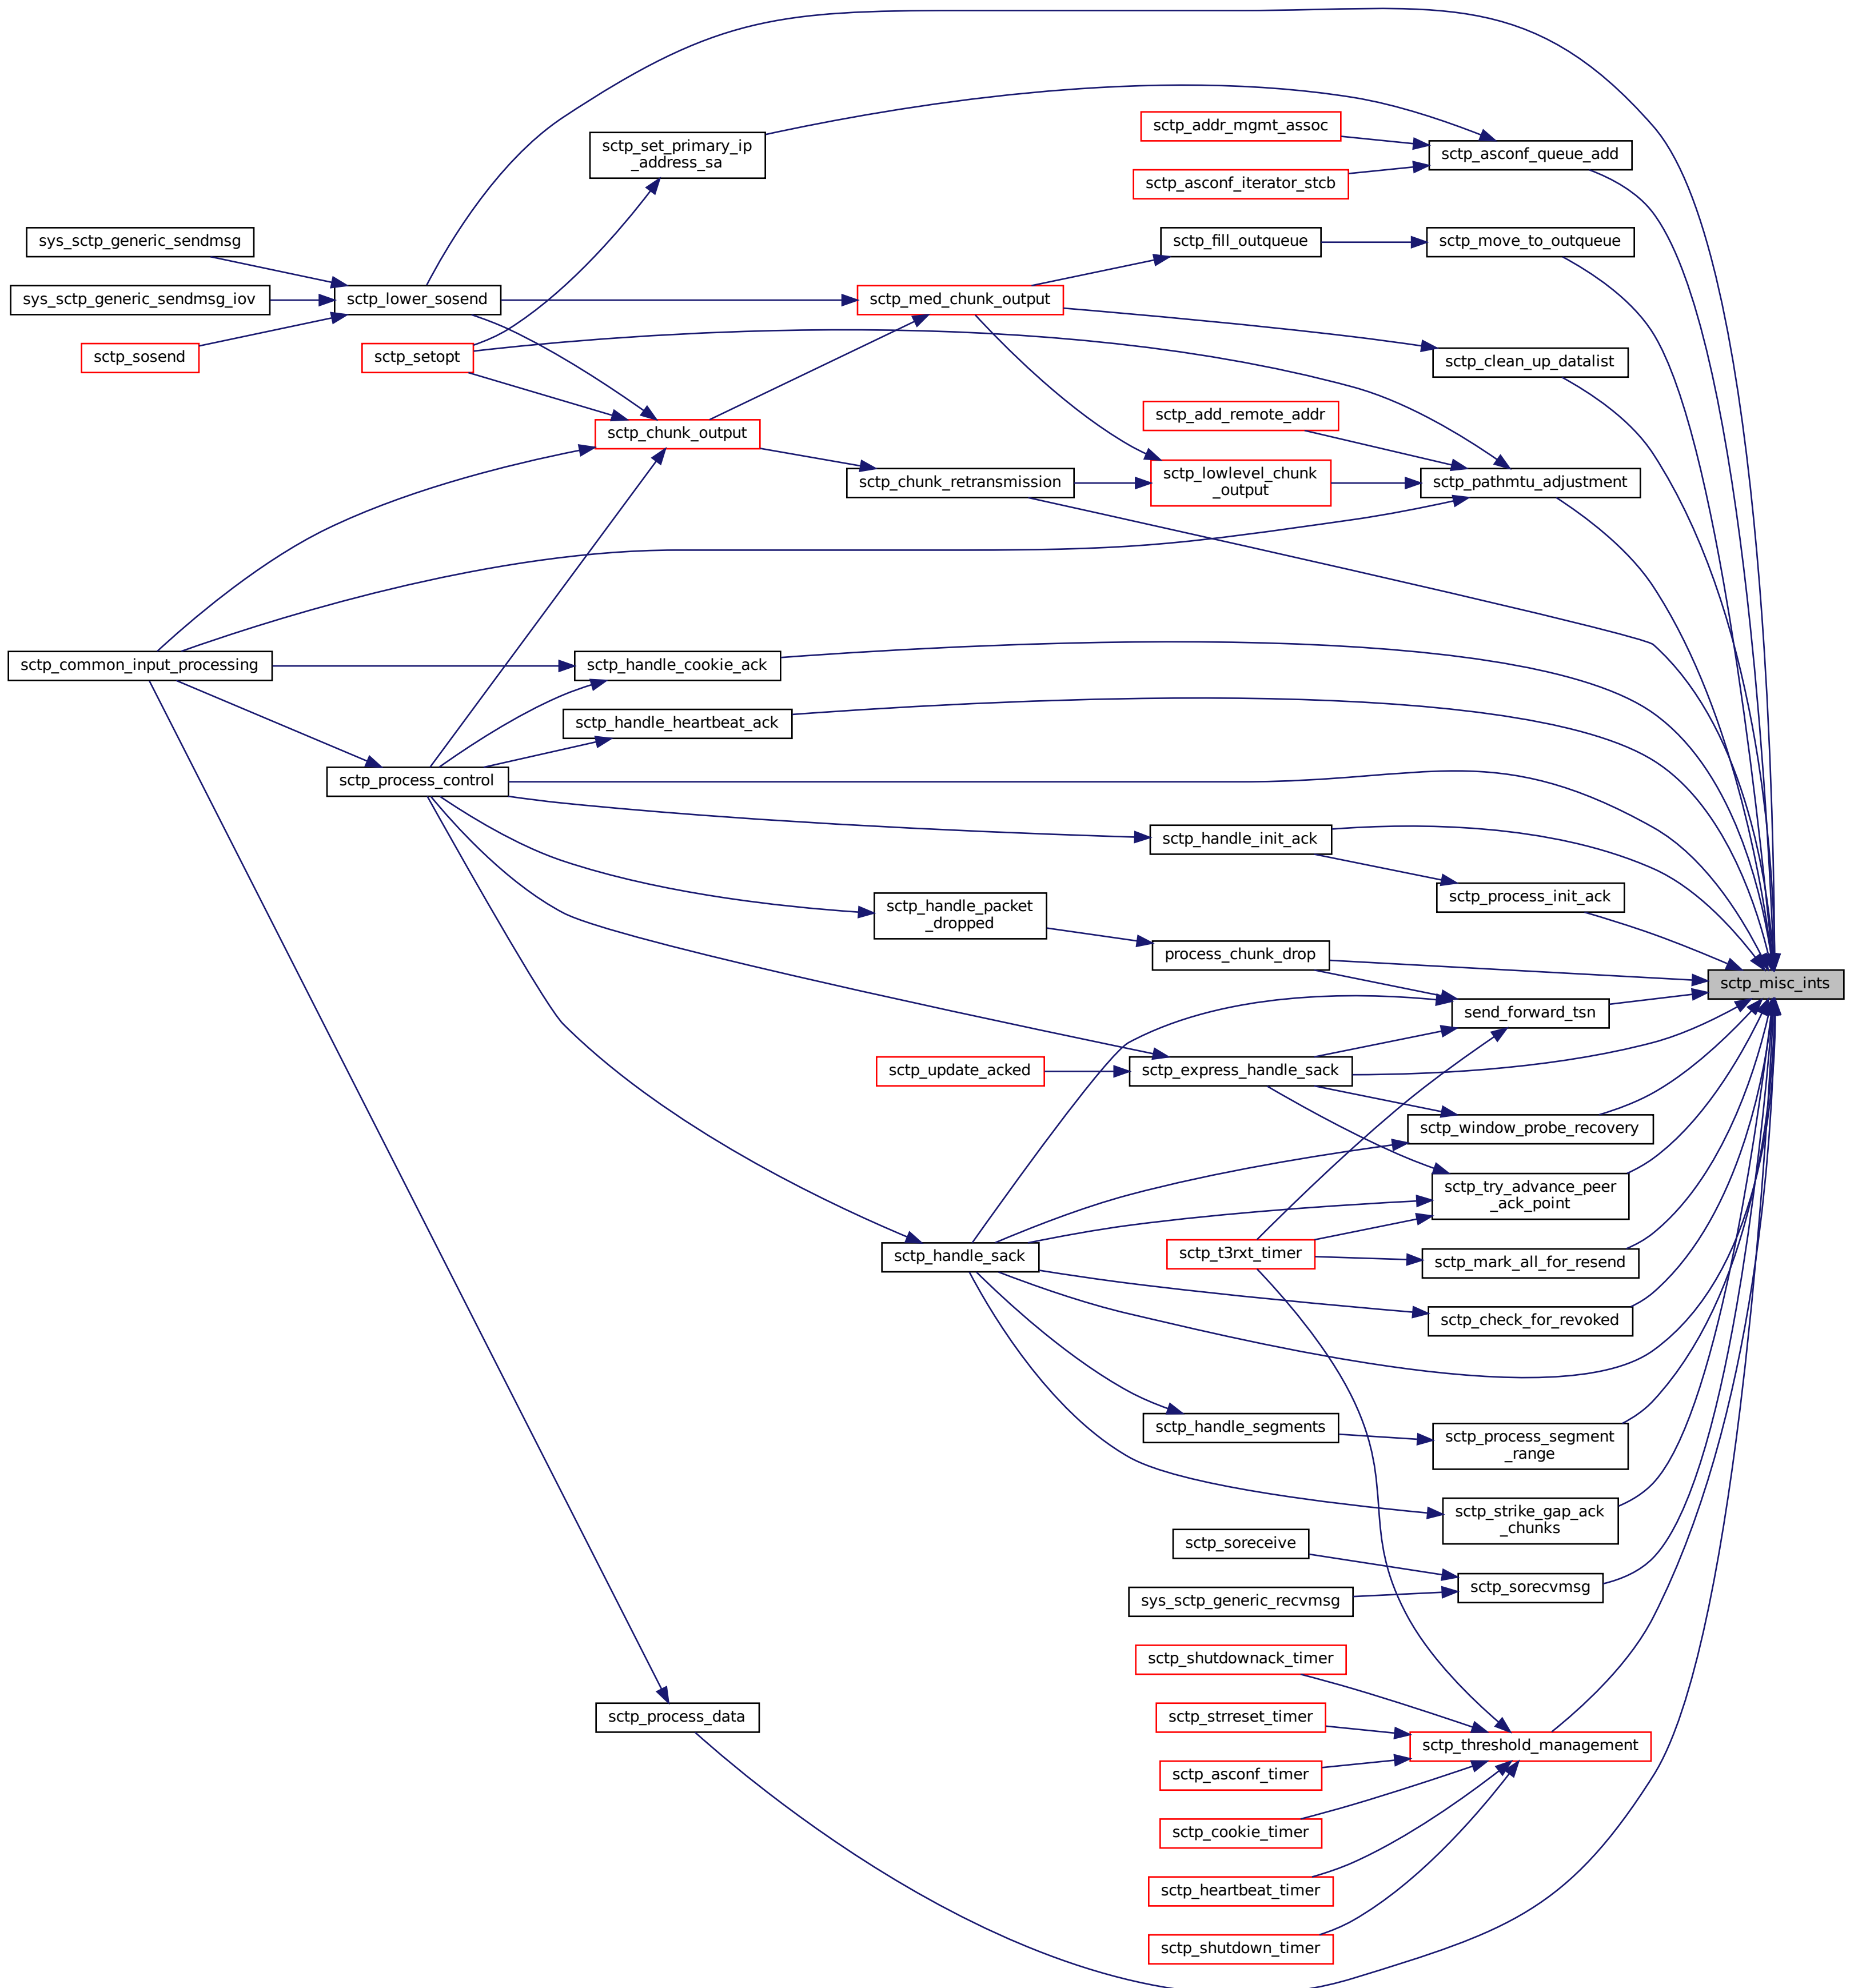 sctp_addr_mgmt_assoc
sctp_set_primary_ip
_address_sa
sctp_asconf_queue_add
sctp_asconf_iterator_stcb
sys_sctp_generic_sendmsg
sctp_fill_outqueue
sctp_move_to_outqueue
sys_sctp_generic_sendmsg_iov
sctp_lower_sosend
sctp_med_chunk_output
sctp_sosend
sctp_setopt
sctp_clean_up_datalist
sctp_add_remote_addr
sctp_chunk_output
sctp_chunk_retransmission
sctp_lowlevel_chunk
_output
sctp_pathmtu_adjustment
sctp_common_input_processing
sctp_handle_cookie_ack
sctp_handle_heartbeat_ack
sctp_process_control
sctp_handle_init_ack
sctp_process_init_ack
sctp_handle_packet
_dropped
process_chunk_drop
sctp_misc_ints
send_forward_tsn
sctp_update_acked
sctp_express_handle_sack
sctp_window_probe_recovery
sctp_try_advance_peer
_ack_point
sctp_handle_sack
sctp_t3rxt_timer
sctp_mark_all_for_resend
sctp_check_for_revoked
sctp_handle_segments
sctp_process_segment
_range
sctp_strike_gap_ack
_chunks
sctp_soreceive
sctp_sorecvmsg
sys_sctp_generic_recvmsg
sctp_shutdownack_timer
sctp_process_data
sctp_strreset_timer
sctp_threshold_management
sctp_asconf_timer
sctp_cookie_timer
sctp_heartbeat_timer
sctp_shutdown_timer